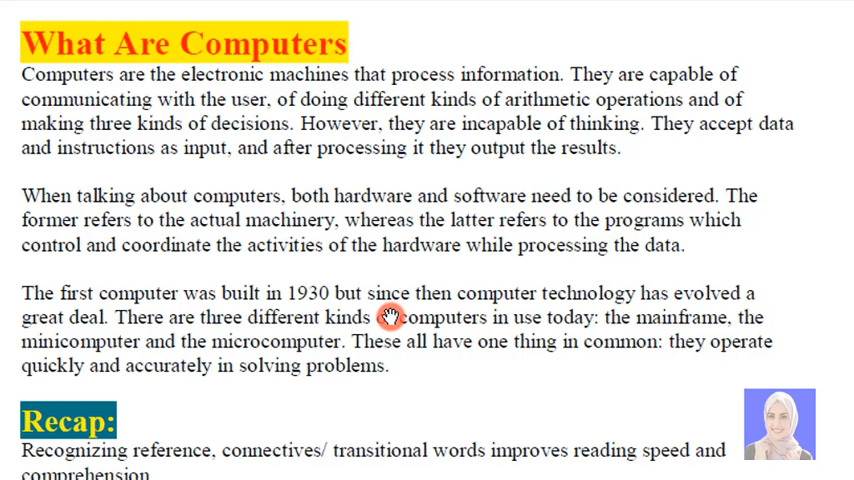 What Are Computers
Computers are the electronic machines that process information. They are capable of
communicating with the user, of doing different kinds of arithmetic operations and of
making three kinds of decisions. However, they are incapable of thinking. They accept data
and instructions as input, and after processing it they output the results.
When talking about computers, both hardware and software need to be considered. The
former refers to the actual machinery, whereas the latter refers to the programs which
control and coordinate the activities of the hardware while processing the data.
The first computer was built in 1930 but since then computer technology has evolved a
great deal. There are three different kinds computers in use today: the mainframe, the
minicomputer and the microcomputer. These all have one thing in common: they operate
quickly and accurately in solving problems.
Recap:
Recognizing reference, connectives/ transitional words improves reading speed and
comprehension